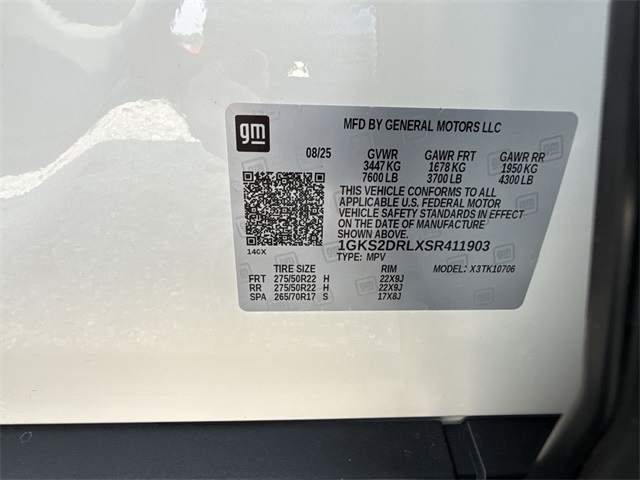 gm
MFD BY GENERAL MOTORS LLC
08/25 GVWR GAWR FRT GAWR RR
3447 KG 1678 KG 1950 KG
7600 LB 3700 LB 4300 LB
THIS VEHICLE CONFORMS TO ALL
APPLICABLE U.S. FEDERAL MOTOR
VEHICLE SAFETY STANDARDS IN EFFECT
ON THE DATE OF MANUFACTURE
SHOWN ABOVE.
1GKS2DRLXSR411903
140X TYPE: MPV
TIRE SIZE RIM MODEL: X3TK10706
FRT 275/50R22 H 22X9J
RR 275/50R22 H 22X9J
SPA 265/70R17 S 17X8J